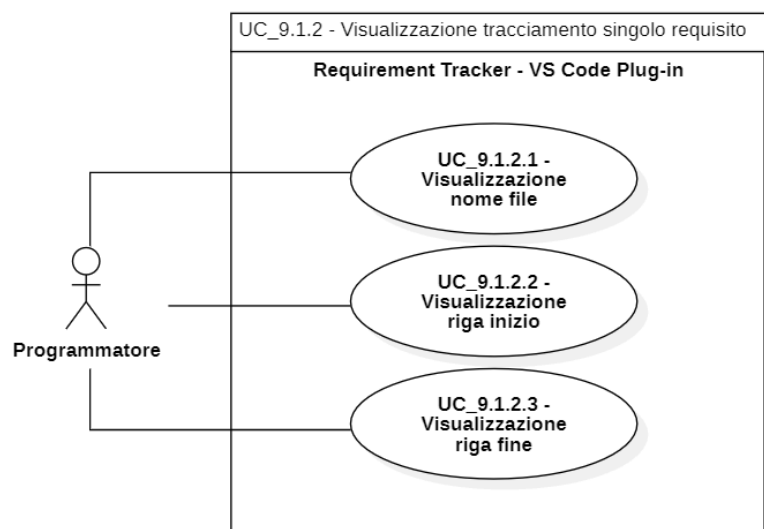 UC_9.1.2 - Visualizzazione tracciamento singolo requisito
Requirement Tracker - VS Code Plug-in
UC_9.1.2.1 -
Visualizzazione
nome file
UC_9.1.2.2 -
Visualizzazione
riga inizio
Programmatore
UC_9.1.2.3 -
Visualizzazione
riga fine